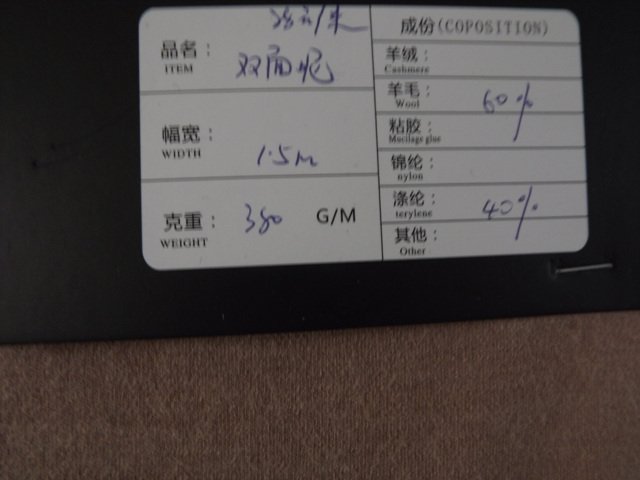 品名：
ITEM
双面呢
幅宽：
WIDTH
1.5m
克重：
WEIGHT
380
G/M
成份(COPOSITION)
羊绒：
Cashmere
羊毛：
Wool
60%
粘胶：
Mucilage glue
锦纶：
nylon
涤纶：
terylene
40%
其他：
Other